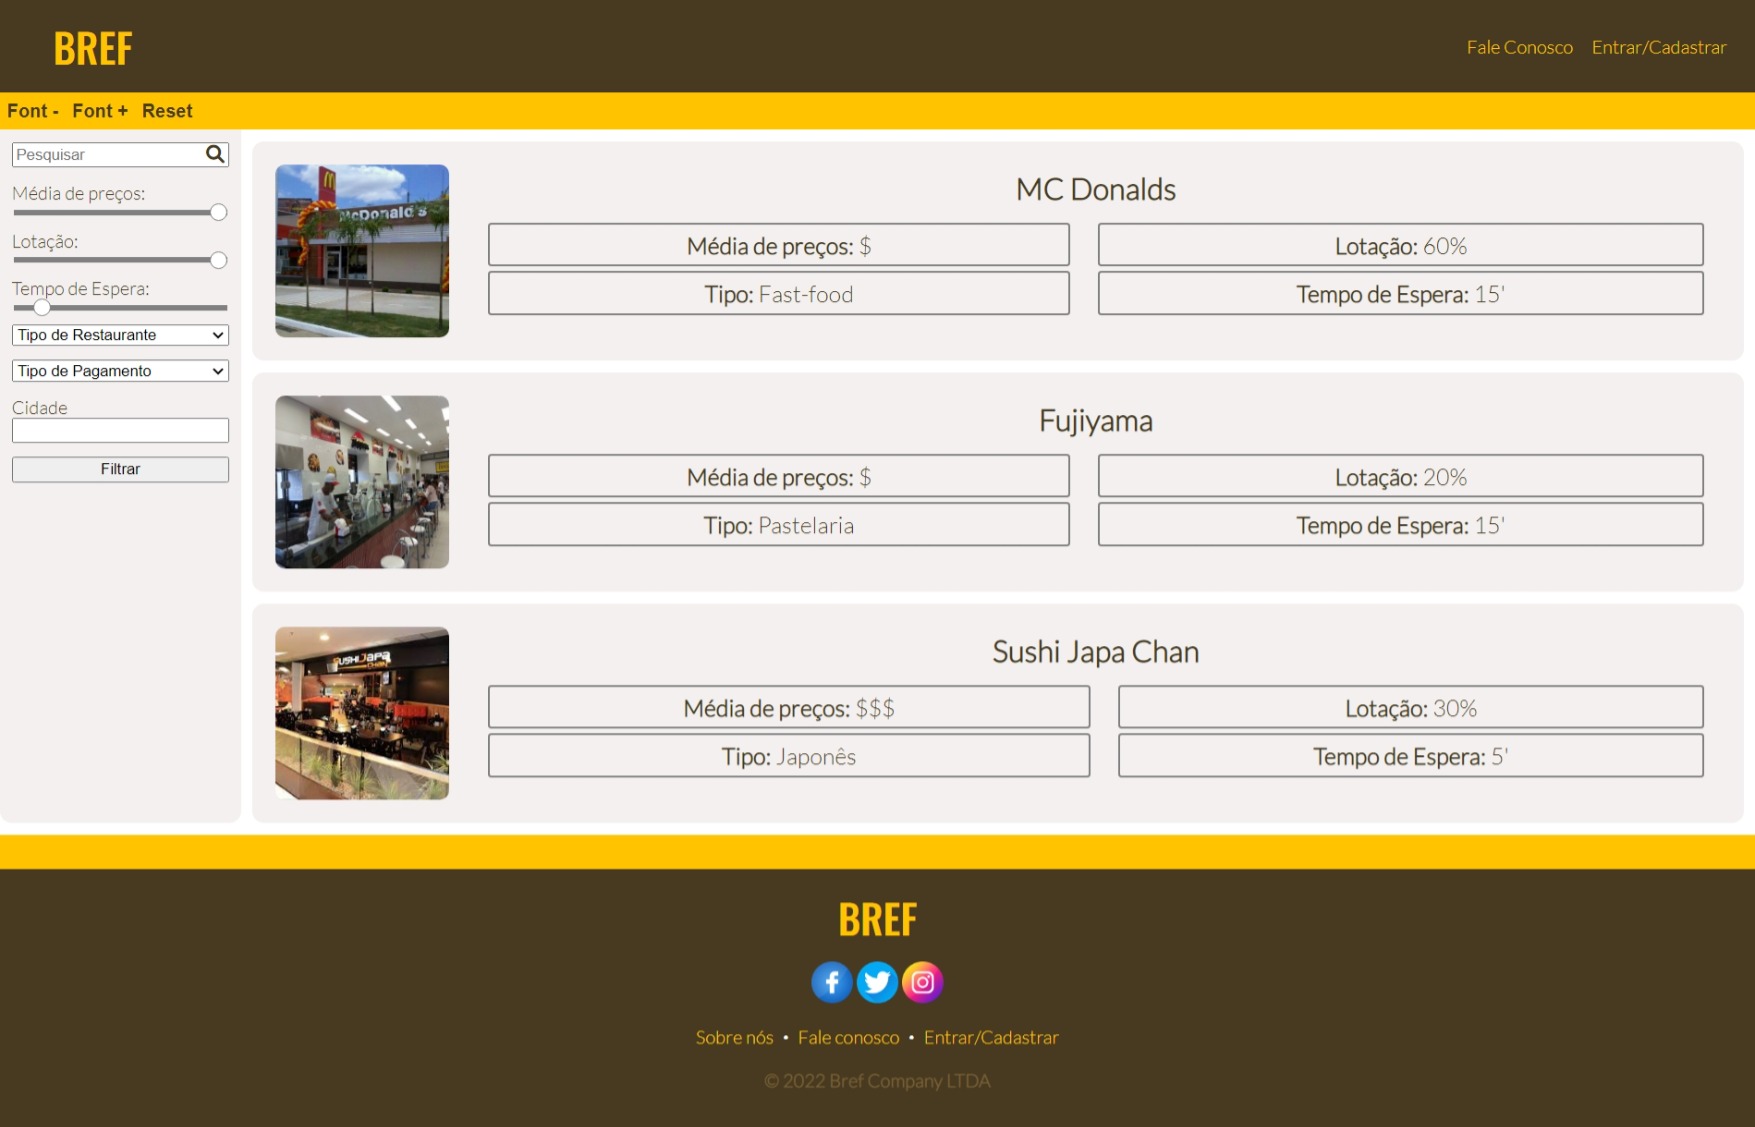 BREF
Fale Conosco Entrar/Cadastrar
Font - Font + Reset
Pesquisar
Média de preços:
Lotação:
Tempo de Espera:
Tipo de Restaurante
Tipo de Pagamento
Cidade
Filtrar
McDonald's
MC Donalds
Média de preços: $
Lotação: 60%
Tipo: Fast-food
Tempo de Espera: 15'
Fujiyama
Média de preços: $
Lotação: 20%
Tipo: Pastelaria
Tempo de Espera: 15'
SUSHI JAPA
CHAN
Sushi Japa Chan
Média de preços: $$$
Lotação: 30%
Tipo: Japonês
Tempo de Espera: 5'
BREF
Sobre nós • Fale conosco • Entrar/Cadastrar
© 2022 Bref Company LTDA